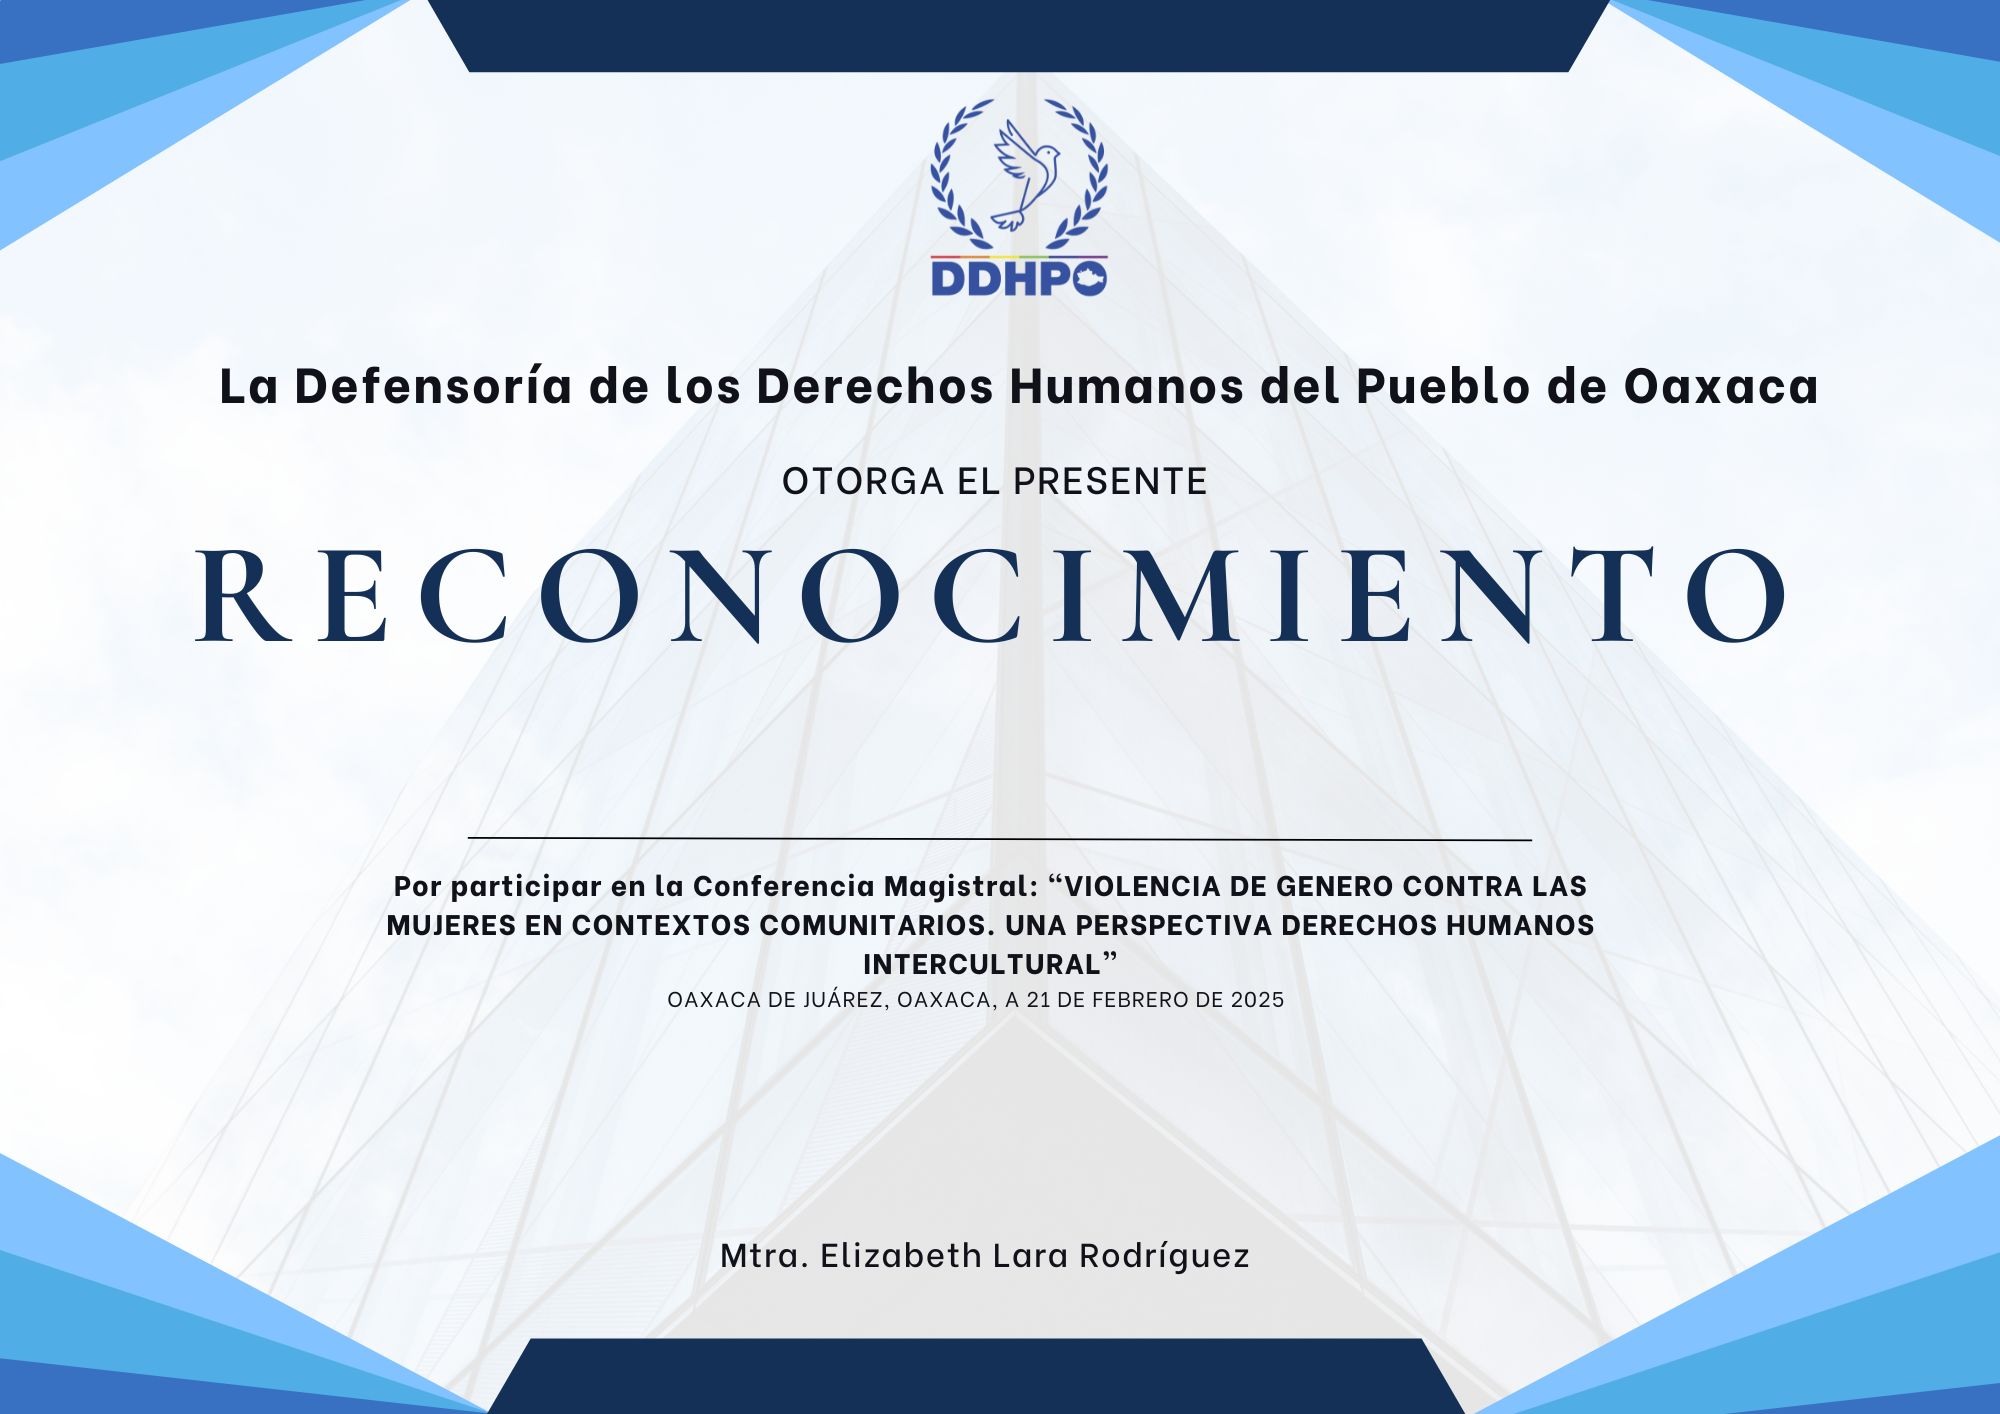 DDHPO
La Defensoría de los Derechos Humanos del Pueblo de Oaxaca
OTORGA EL PRESENTE
RECONOCIMIENTO
Por participar en la Conferencia Magistral: “VIOLENCIA DE GENERO CONTRA LAS
MUJERES EN CONTEXTOS COMUNITARIOS. UNA PERSPECTIVA DERECHOS HUMANOS
INTERCULTURAL”
OAXACA DE JUÁREZ, OAXACA, A 21 DE FEBRERO DE 2025
Mtra. Elizabeth Lara Rodríguez